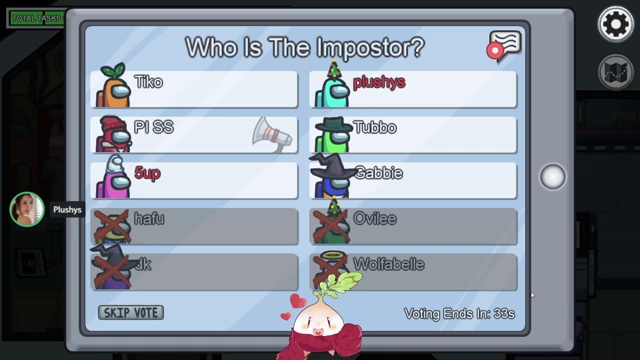 TOTAL TASKS
Who Is The Impostor?
Tiko
plushys
PI SS
Tubbo
5up
Gabbie
hafu
Ovilee
Jk
Wolfabelle
Plushys
SKIP VOTE
Voting Ends In: 33s